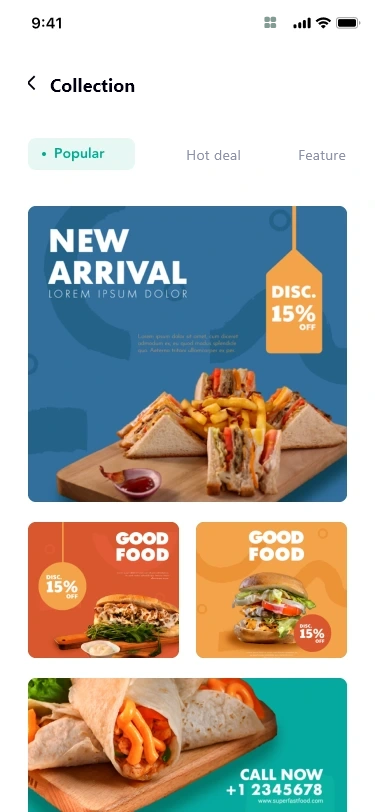 9:41
Collection
Popular
Hot deal
Feature
NEW
ARRIVAL
LOREM IPSUM DOLOR
DISC.
15%
OFF
GOOD
FOOD
DISC.
15%
OFF
GOOD
FOOD
DISC.
15%
OFF
CALL NOW
+1 2345678
www.superfastfood.com